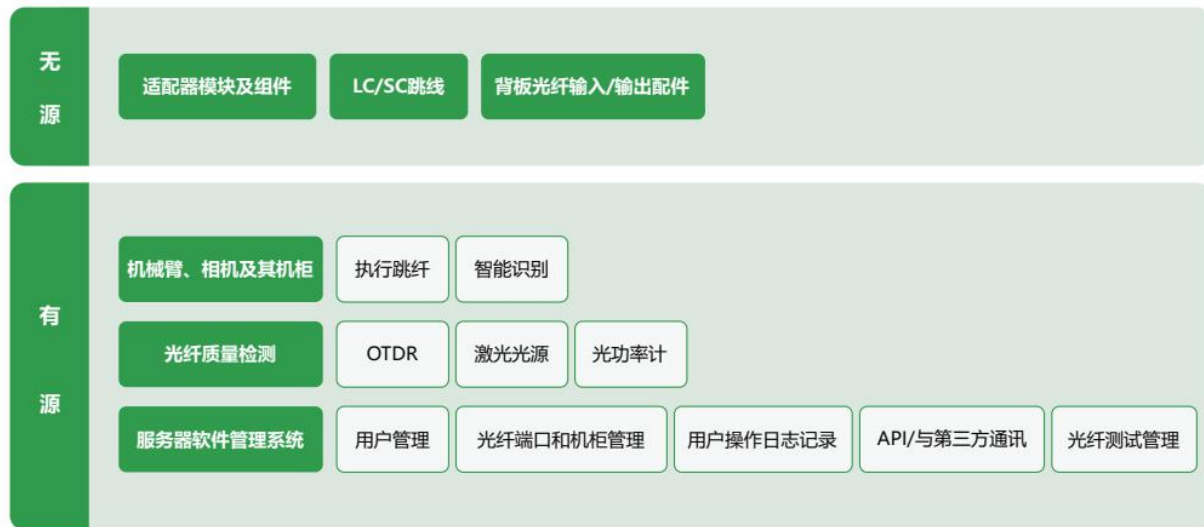 无源
适配器模块及组件
LC/SC跳线
背板光纤输入/输出配件
有源
机械臂、相机及其机柜
执行跳纤
智能识别
光纤质量检测
OTDR
激光光源
光功率计
服务器软件管理系统
用户管理
光纤端口和机柜管理
用户操作日志记录
API/与第三方通讯
光纤测试管理